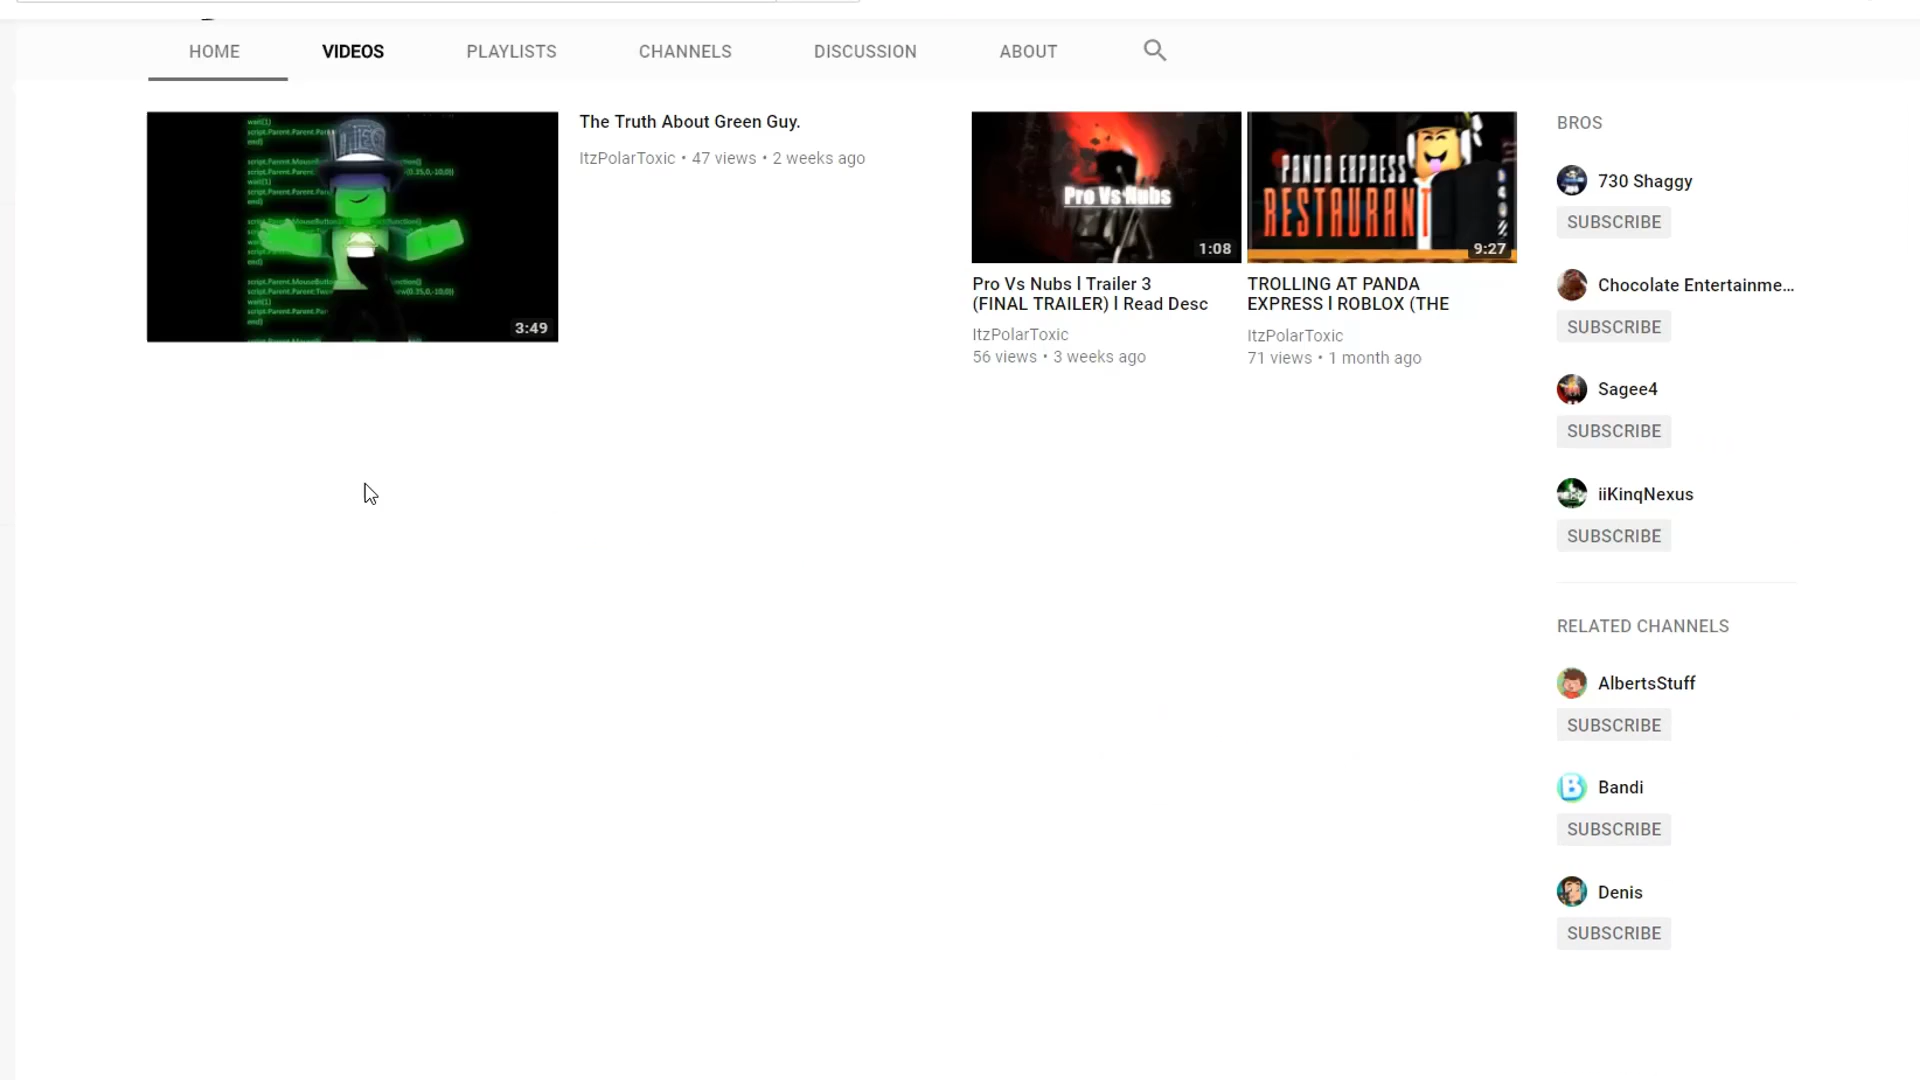 HOME VIDEOS PLAYLISTS CHANNELS DISCUSSION ABOUT
3:49
The Truth About Green Guy.
ItzPolarToxic • 47 views • 2 weeks ago
Pro Vs Nubs
1:08
Pro Vs Nubs l Trailer 3
(FINAL TRAILER) l Read Desc
ItzPolarToxic
56 views • 3 weeks ago
PANDA EXPRESS
RESTAURANT
9:27
TROLLING AT PANDA
EXPRESS l ROBLOX (THE
ItzPolarToxic
71 views • 1 month ago
BROS
730 Shaggy
SUBSCRIBE
Chocolate Entertainme...
SUBSCRIBE
Sagee4
SUBSCRIBE
iiKinqNexus
SUBSCRIBE
RELATED CHANNELS
AlbertsStuff
SUBSCRIBE
B
Bandi
SUBSCRIBE
Denis
SUBSCRIBE